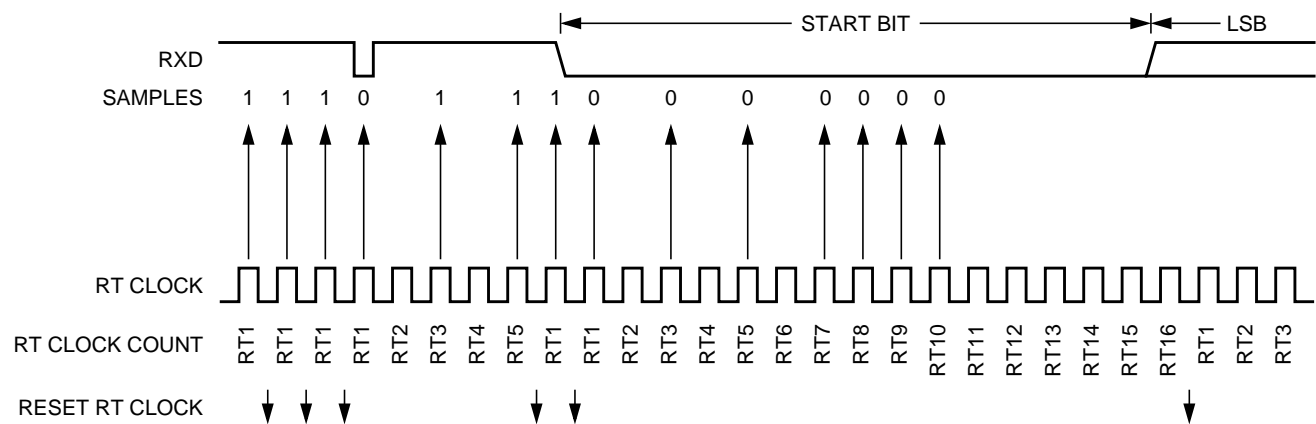 START BIT LSB
RXD
SAMPLES 1 1 1 0 1 1 1 0 0 0 0 0 0 0
RT CLOCK
RT CLOCK COUNT RT1 RT1 RT1 RT1 RT2 RT3 RT4 RT5 RT1 RT1 RT2 RT3 RT4 RT5 RT6 RT7 RT8 RT9 RT10 RT11 RT12 RT13 RT14 RT15 RT16 RT1 RT2 RT3
RESET RT CLOCK